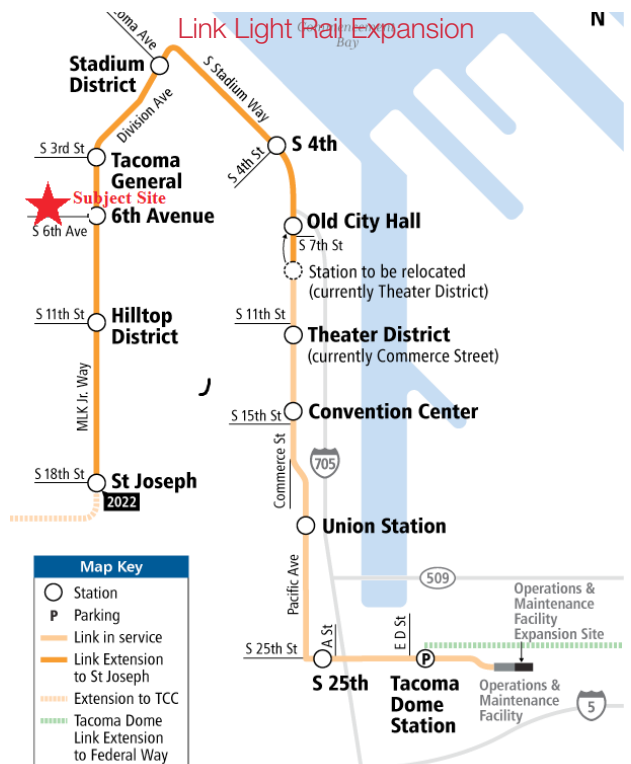 Link Light Rail Expansion
N
Commencement
Bay
oma Ave
Stadium
District
S Stadium Way
Division Ave
S 3rd St
Tacoma
General
S 4th St
S 4th
Subject Site
6th Avenue
S 6th Ave
Old City Hall
S 7th St
Station to be relocated
(currently Theater District)
S 11th St
Hilltop
District
S 11th St
Theater District
(currently Commerce Street)
MLK Jr. Way
S 15th St
Convention Center
Commerce St
705
S 18th St
St Joseph
2022
Union Station
Pacific Ave
509
Operations &
Maintenance
Facility
Expansion Site
A St
E D St
S 25th St
S 25th
P
Tacoma
Dome
Station
Operations &
Maintenance
Facility
5
Map Key
Station
P Parking
Link in service
Link Extension
to St Joseph
Extension to TCC
Tacoma Dome
Link Extension
to Federal Way